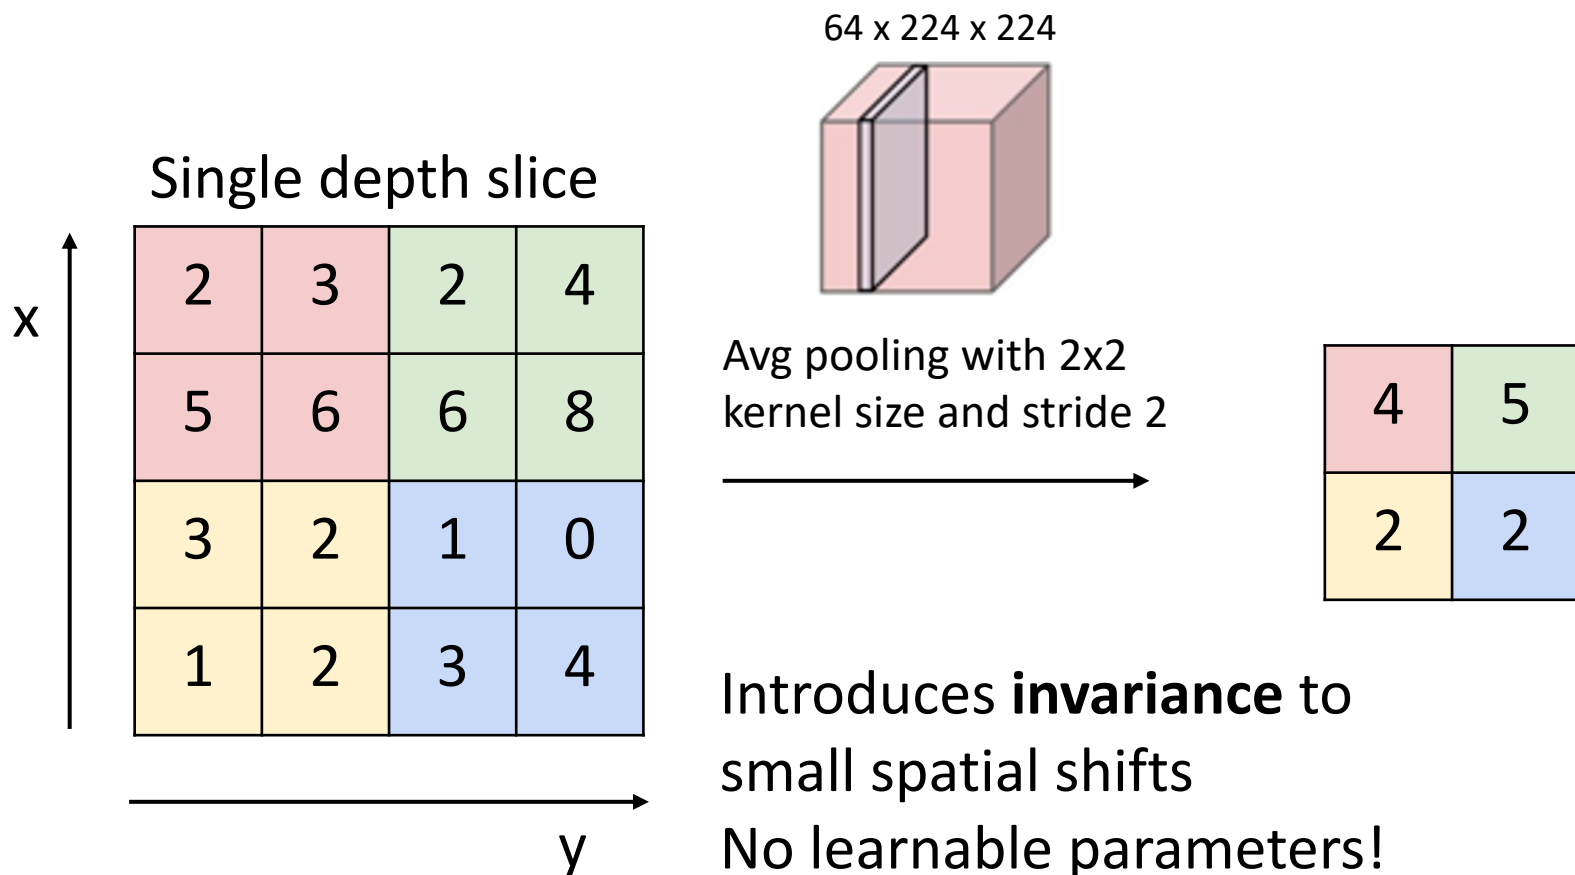 64 x 224 x 224
Single depth slice
x
2 3 2 4
5 6 6 8
3 2 1 0
1 2 3 4
y
Avg pooling with 2x2
kernel size and stride 2
4 5
2 2
Introduces invariance to
small spatial shifts
No learnable parameters!